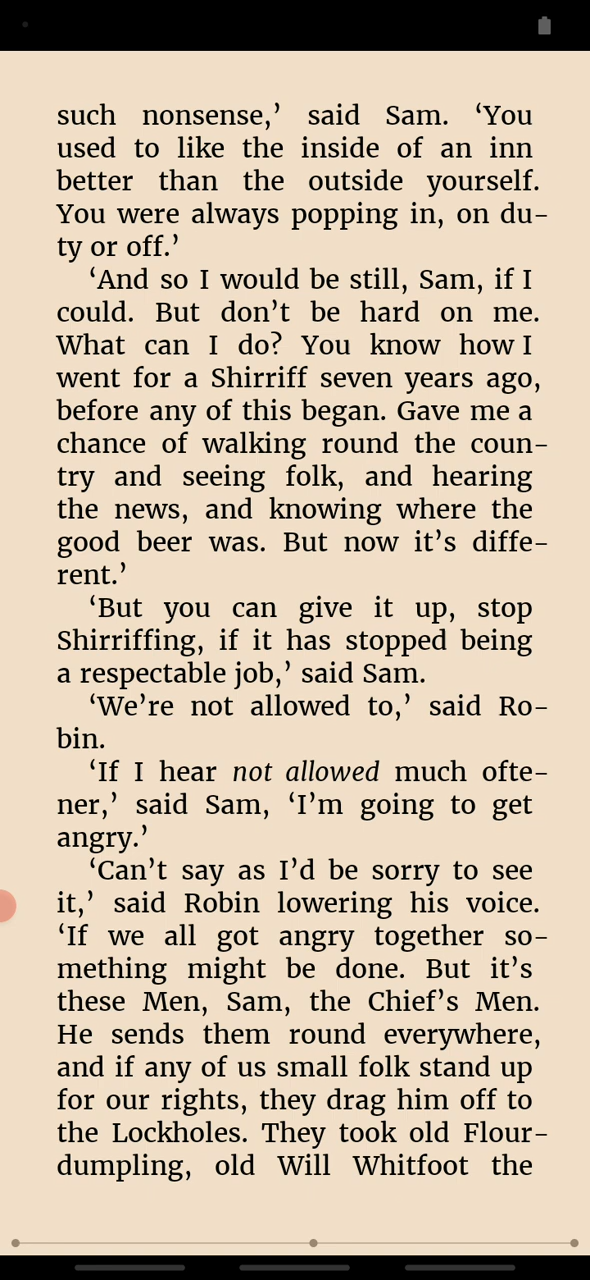 such nonsense,’ said Sam. ‘You
used to like the inside of an inn
better than the outside yourself.
You were always popping in, on du-
ty or off.’
‘And so I would be still, Sam, if I
could. But don’t be hard on me.
What can I do? You know how I
went for a Shirriff seven years ago,
before any of this began. Gave me a
chance of walking round the coun-
try and seeing folk, and hearing
the news, and knowing where the
good beer was. But now it’s diffe-
rent.’
‘But you can give it up, stop
Shirriffing, if it has stopped being
a respectable job,’ said Sam.
‘We’re not allowed to,’ said Ro-
bin.
‘If I hear not allowed much ofte-
ner,’ said Sam, ‘I’m going to get
angry.’
‘Can’t say as I’d be sorry to see
it,’ said Robin lowering his voice.
‘If we all got angry together so-
mething might be done. But it’s
these Men, Sam, the Chief’s Men.
He sends them round everywhere,
and if any of us small folk stand up
for our rights, they drag him off to
the Lockholes. They took old Flour-
dumpling, old Will Whitfoot the